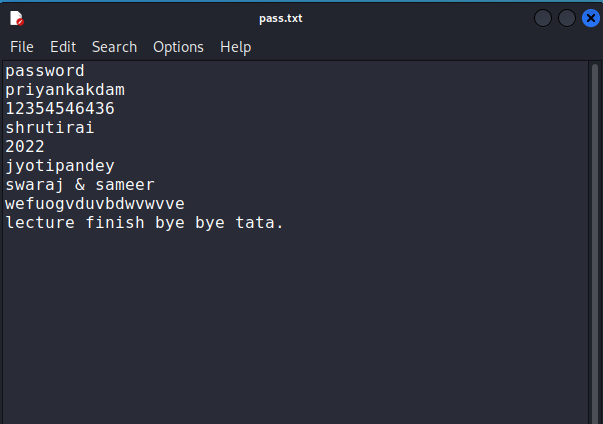 pass.txt
File Edit Search Options Help
password
priyankakdam
12354546436
shrutirai
2022
jyotipandey
swaraj & sameer
wefuogvduvbdwvwvve
lecture finish bye bye tata.